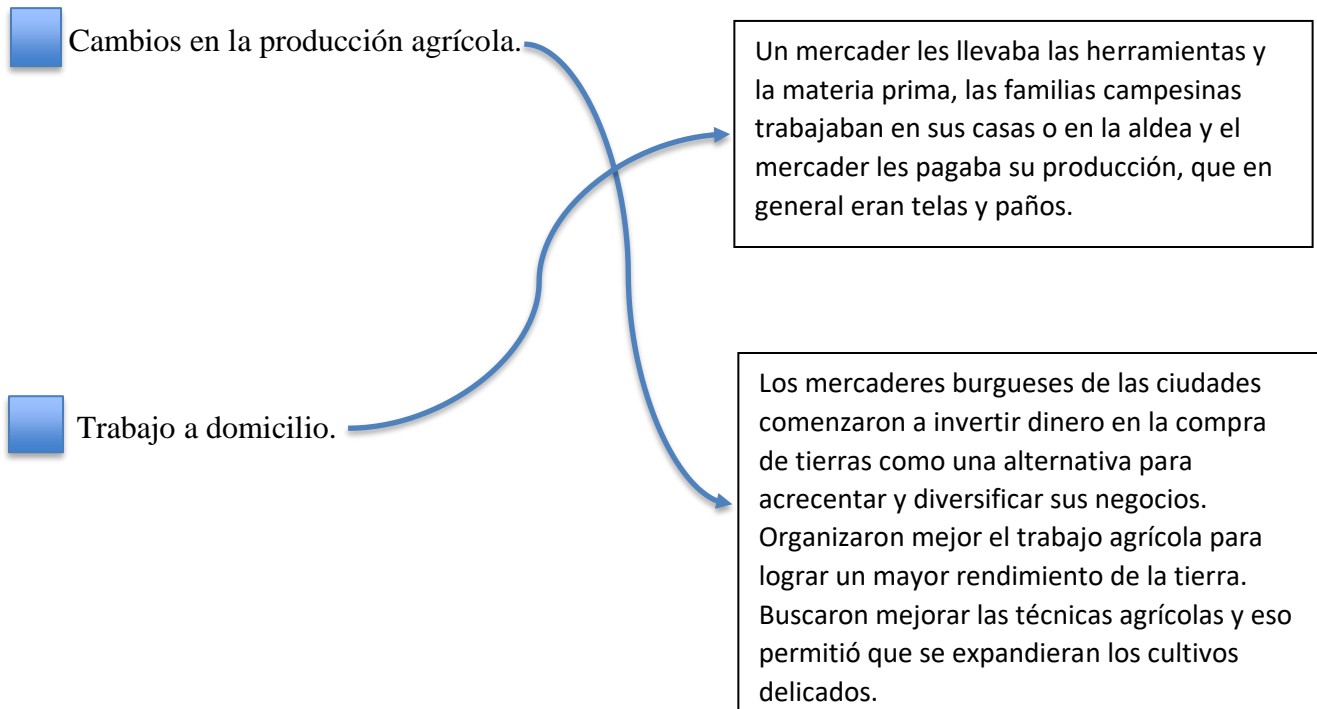 Cambios en la producción agrícola.
Un mercader les llevaba las herramientas y
la materia prima, las familias campesinas
trabajaban en sus casas o en la aldea y el
mercader les pagaba su producción, que en
general eran telas y paños.
Trabajo a domicilio.
Los mercaderes burgueses de las ciudades
comenzaron a invertir dinero en la compra
de tierras como una alternativa para
acrecentar y diversificar sus negocios.
Organizaron mejor el trabajo agrícola para
lograr un mayor rendimiento de la tierra.
Buscaron mejorar las técnicas agrícolas y eso
permitió que se expandieran los cultivos
delicados.